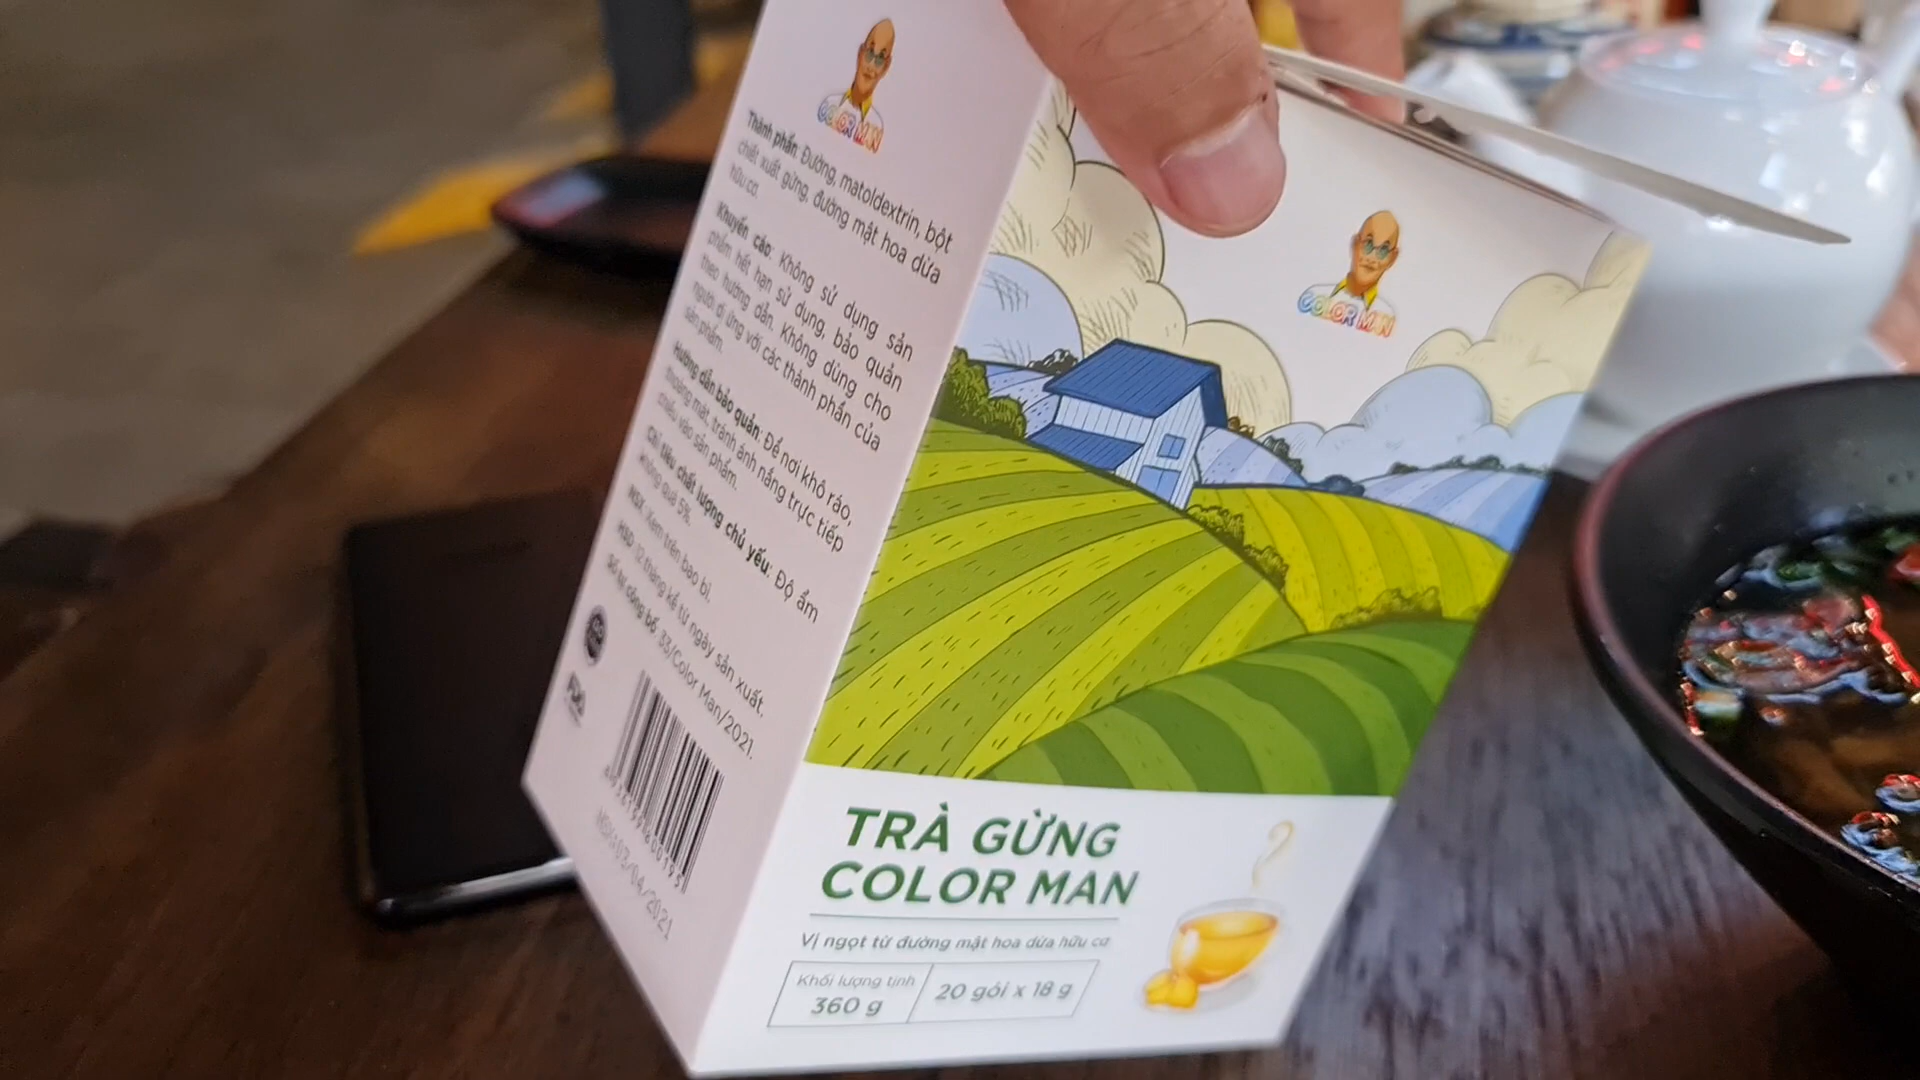 COLOR MAN
Thành phần: Đường, matoldextrin, bột
chiết xuất gừng, đường mật hoa dừa
hữu cơ.
Khuyến cáo: Không sử dụng sản
phẩm hết hạn sử dụng, bảo quản
theo hướng dẫn. Không dùng cho
người dị ứng với các thành phần của
sản phẩm.
Hướng dẫn bảo quản: Để nơi khô ráo,
thoáng mát, tránh ánh nắng trực tiếp
chiếu vào sản phẩm.
Chỉ tiêu chất lượng chủ yếu: Độ ẩm
không quá 5%.
NSX: Xem trên bao bì.
HSD: 12 tháng kể từ ngày sản xuất.
Số tự công bố: 33/Color Man/2021.
COLOR MAN
TRÀ GỪNG
COLOR MAN
Vị ngọt từ đường mật hoa dừa hữu cơ
Khối lượng tịnh
360 g
20 gói x 18 g